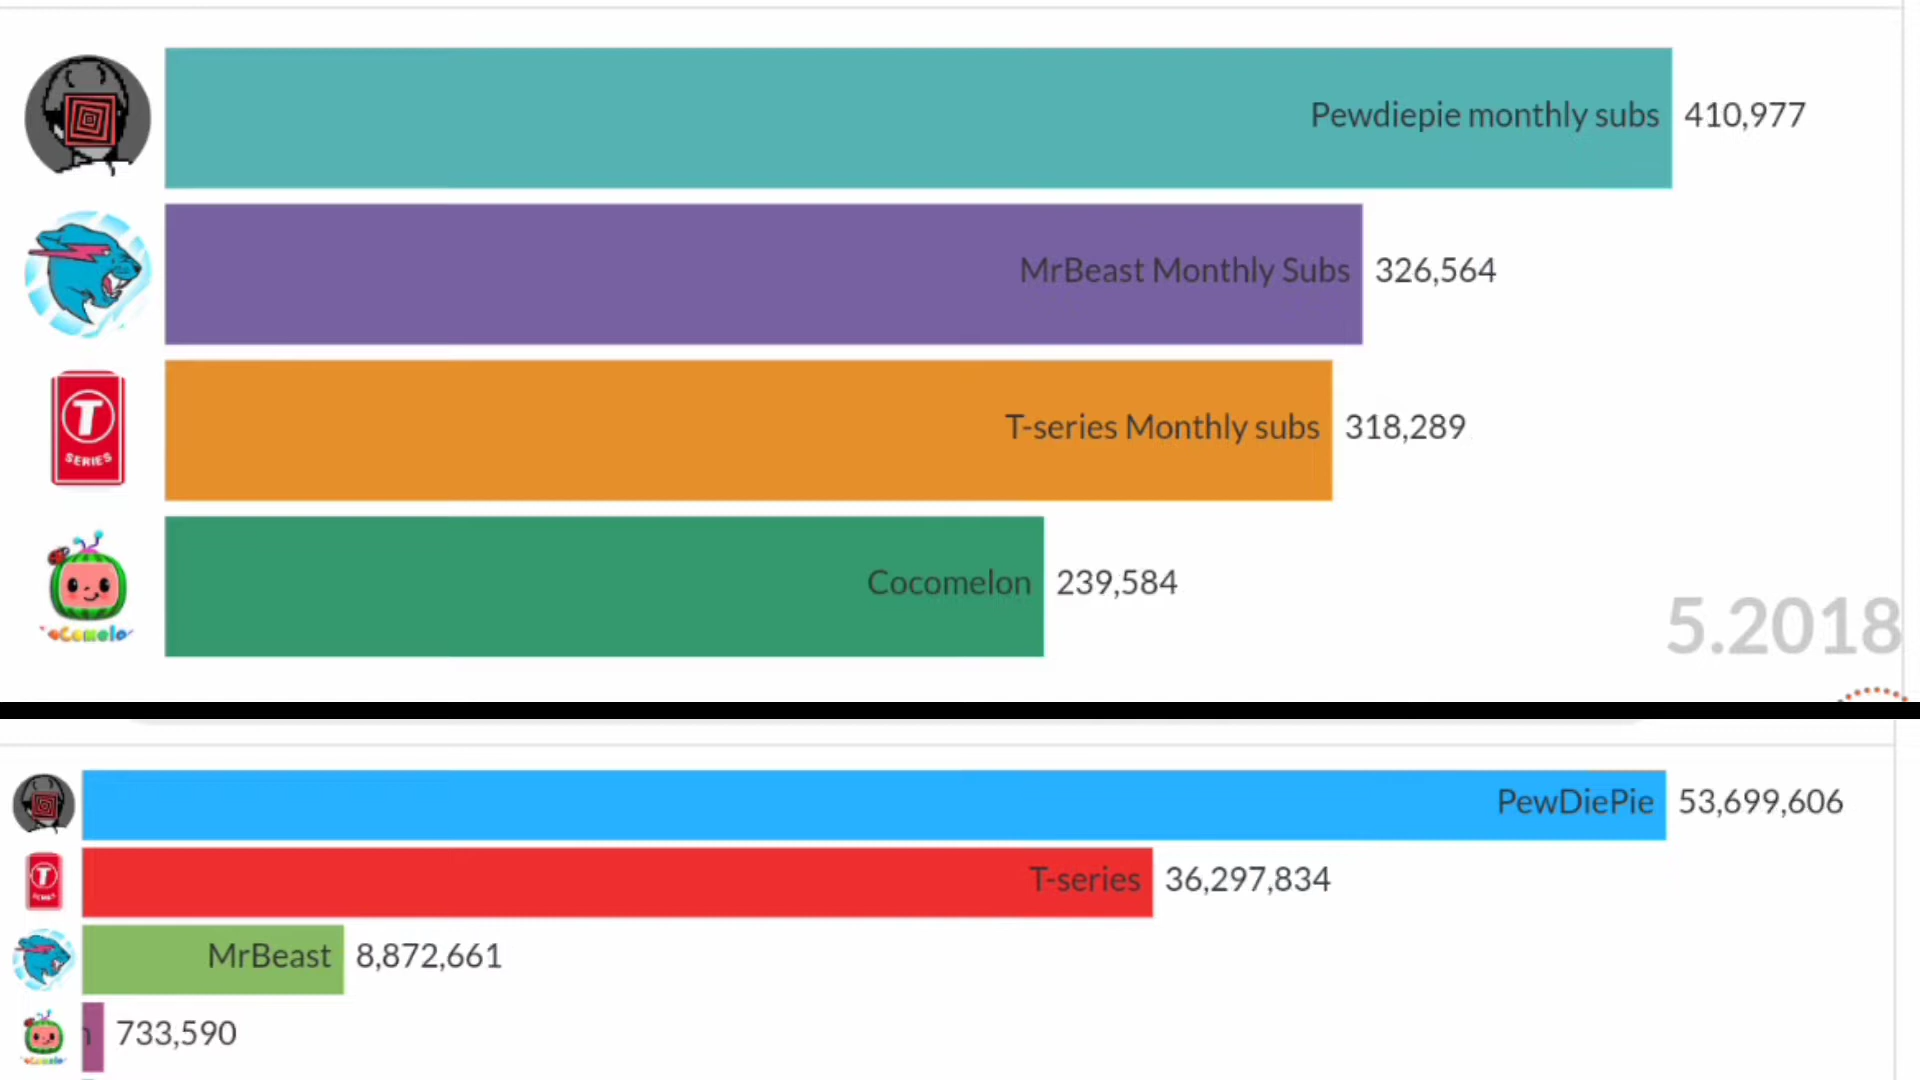 Pewdiepie monthly subs 410,977
MrBeast Monthly Subs 326,564
T SERIES
T-series Monthly subs 318,289
Cocomelon 239,584
5.2018
PewDiePie 53,699,606
T
T-series 36,297,834
MrBeast 8,872,661
733,590